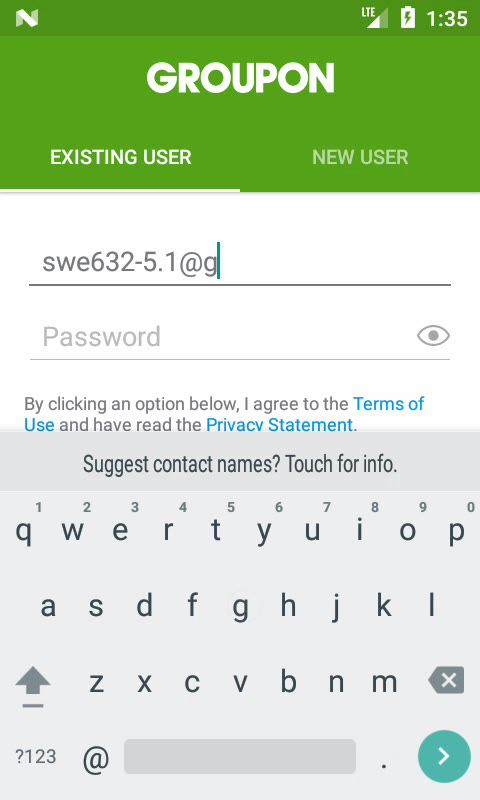 LTE 1:35
GROUPON
EXISTING USER NEW USER
swe632-5.1@g
Password
By clicking an option below, I agree to the Terms of
Use and have read the Privacy Statement.
Suggest contact names? Touch for info.
1 2 3 4 5 6 7 8 9 0
q w e r t y u i o p
a s d f g h j k l
z x c v b n m
?123 @ .